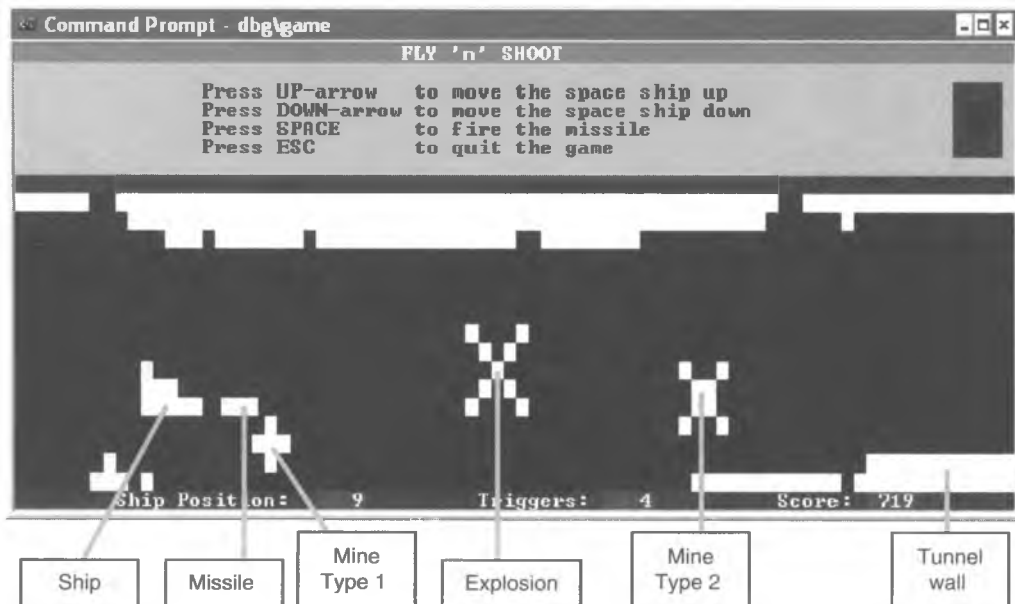 Command Prompt - dbg\game
FLY 'n' SHOOT
Press UP-arrow to move the space ship up
Press DOWN-arrow to move the space ship down
Press SPACE to fire the missile
Press ESC to quit the game
Ship Position: 9 Triggers: 4 Score: 719
Ship
Missile
Mine
Type 1
Explosion
Mine
Type 2
Tunnel
wall